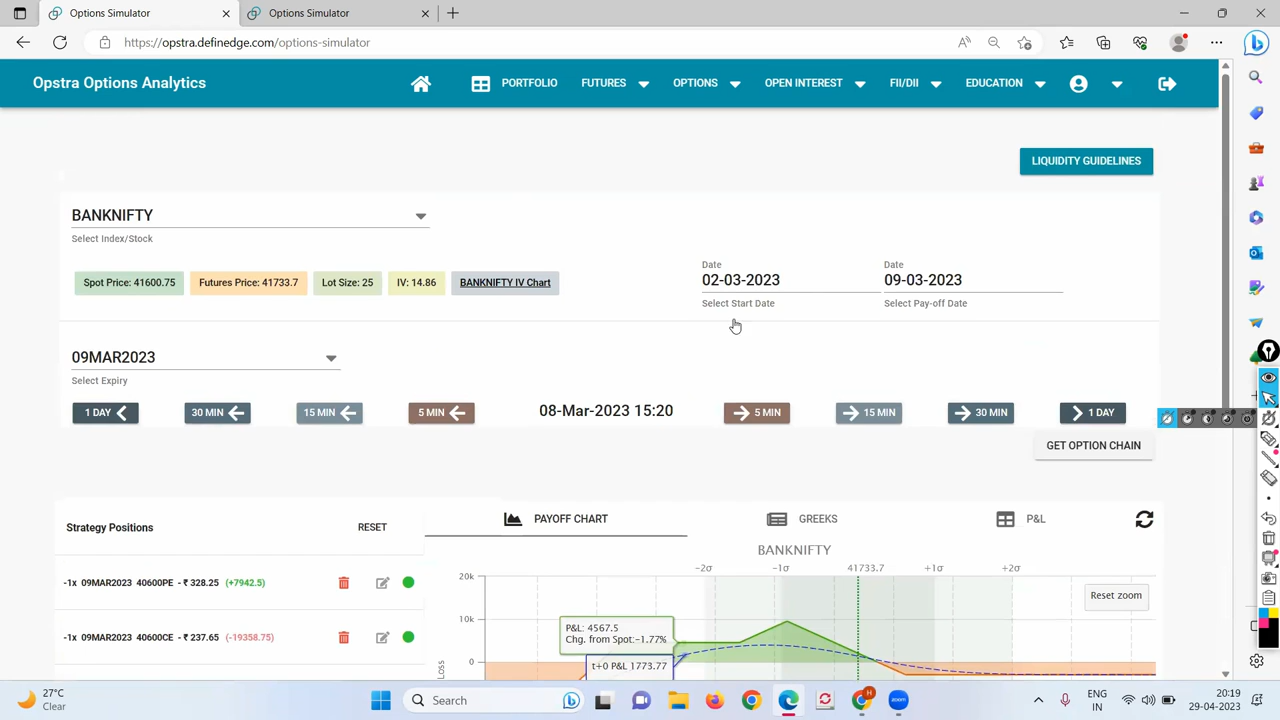 Options Simulator
Options Simulator
https://opstra.definedge.com/options-simulator
Opstra Options Analytics
PORTFOLIO
FUTURES
OPTIONS
OPEN INTEREST
FII/DII
EDUCATION
LIQUIDITY GUIDELINES
BANKNIFTY
Select Index/Stock
Spot Price: 41600.75
Futures Price: 41733.7
Lot Size: 25
IV: 14.86
BANKNIFTY IV Chart
Date
02-03-2023
Select Start Date
Date
09-03-2023
Select Pay-off Date
09MAR2023
Select Expiry
1 DAY
30 MIN
15 MIN
5 MIN
08-Mar-2023 15:20
5 MIN
15 MIN
30 MIN
1 DAY
GET OPTION CHAIN
Strategy Positions
RESET
PAYOFF CHART
GREEKS
P&L
BANKNIFTY
-2σ
-1σ
41733.7
+1σ
+2σ
-1x 09MAR2023 40600PE - ₹ 328.25 (+7942.5)
-1x 09MAR2023 40600CE - ₹ 237.65 (-19358.75)
20k
10k
0
Loss
Reset zoom
P&L: 4567.5
Chg. from Spot:-1.77%
t+0 P&L 1773.77
27°C
Clear
Search
ENG
IN
20:19
29-04-2023